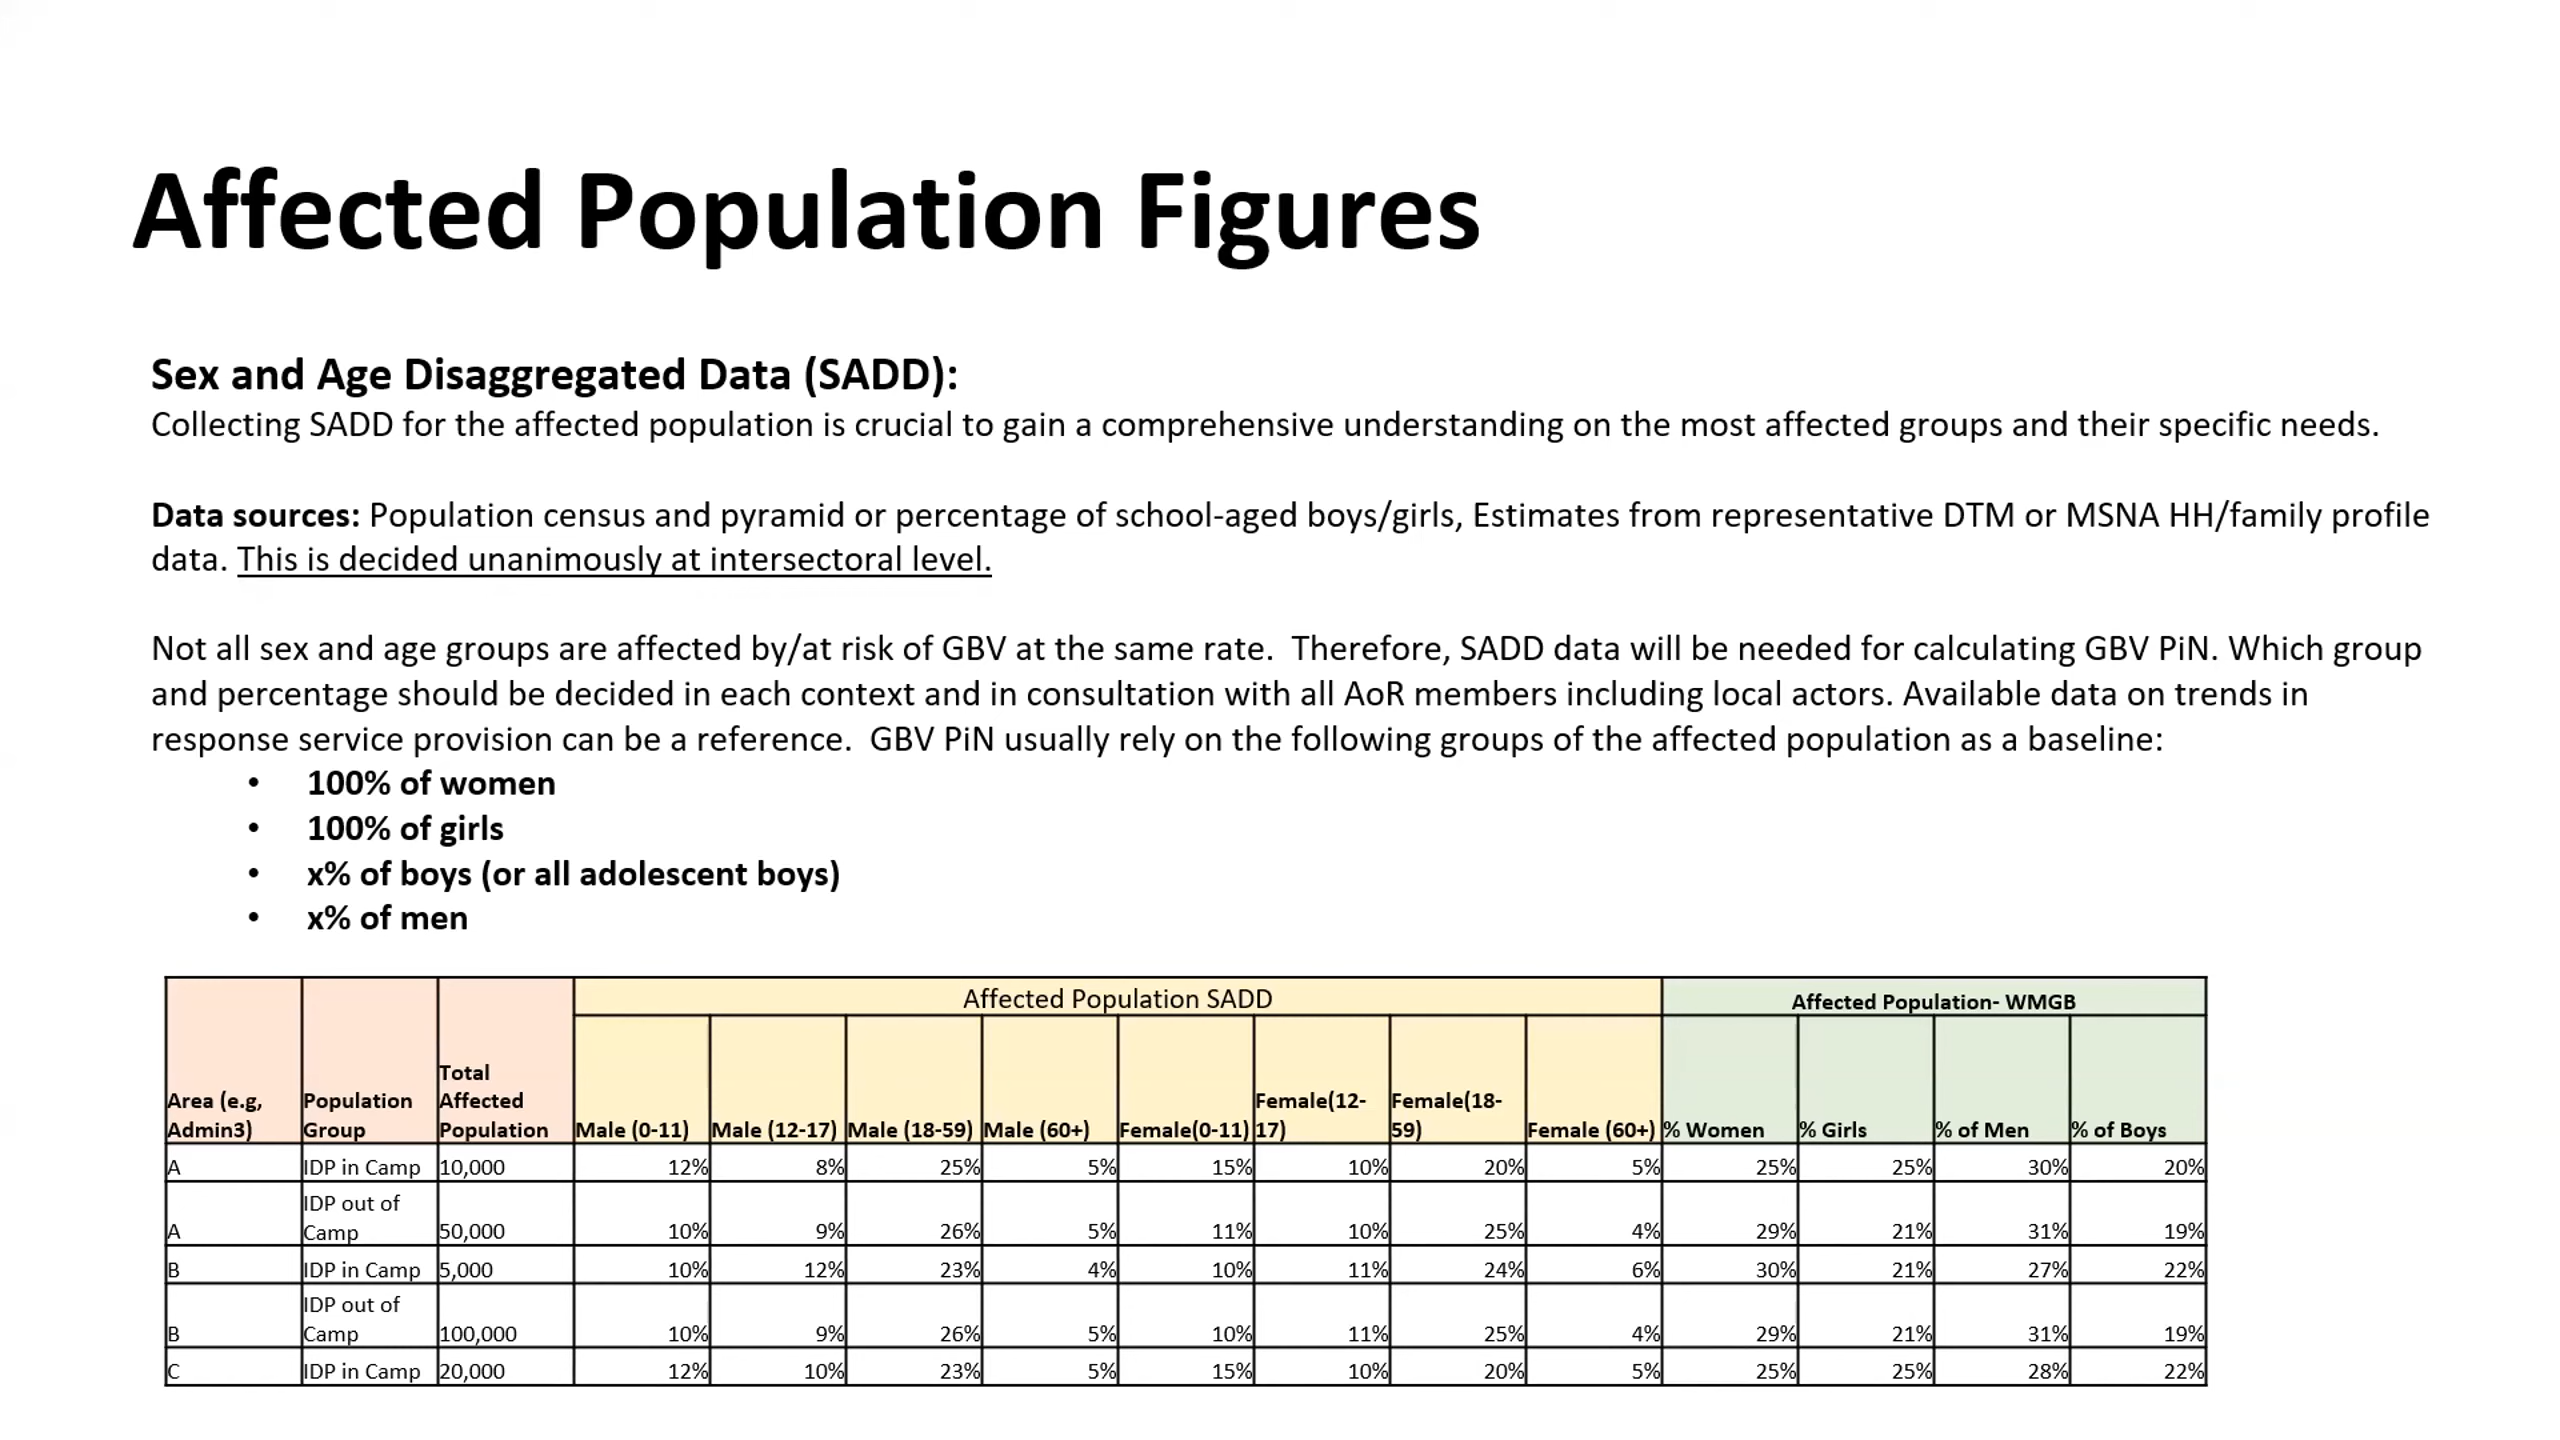 Affected Population Figures
Sex and Age Disaggregated Data (SADD):
Collecting SADD for the affected population is crucial to gain a comprehensive understanding on the most affected groups and their specific needs.
Data sources: Population census and pyramid or percentage of school-aged boys/girls, Estimates from representative DTM or MSNA HH/family profile
data. This is decided unanimously at intersectoral level.
Not all sex and age groups are affected by/at risk of GBV at the same rate.  Therefore, SADD data will be needed for calculating GBV PiN. Which group
and percentage should be decided in each context and in consultation with all AoR members including local actors. Available data on trends in
response service provision can be a reference.  GBV PiN usually rely on the following groups of the affected population as a baseline:
• 100% of women
• 100% of girls
• x% of boys (or all adolescent boys)
• x% of men
Affected Population SADD Affected Population- WMGB
Area (e.g, Admin3) Population Group Total Affected Population Male (0-11) Male (12-17) Male (18-59) Male (60+) Female(0-11) Female(12-17) Female(18-59) Female (60+) % Women % Girls % of Men % of Boys
A IDP in Camp 10,000 12% 8% 25% 5% 15% 10% 20% 5% 25% 25% 30% 20%
A IDP out of Camp 50,000 10% 9% 26% 5% 11% 10% 25% 4% 29% 21% 31% 19%
B IDP in Camp 5,000 10% 12% 23% 4% 10% 11% 24% 6% 30% 21% 27% 22%
B IDP out of Camp 100,000 10% 9% 26% 5% 10% 11% 25% 4% 29% 21% 31% 19%
C IDP in Camp 20,000 12% 10% 23% 5% 15% 10% 20% 5% 25% 25% 28% 22%